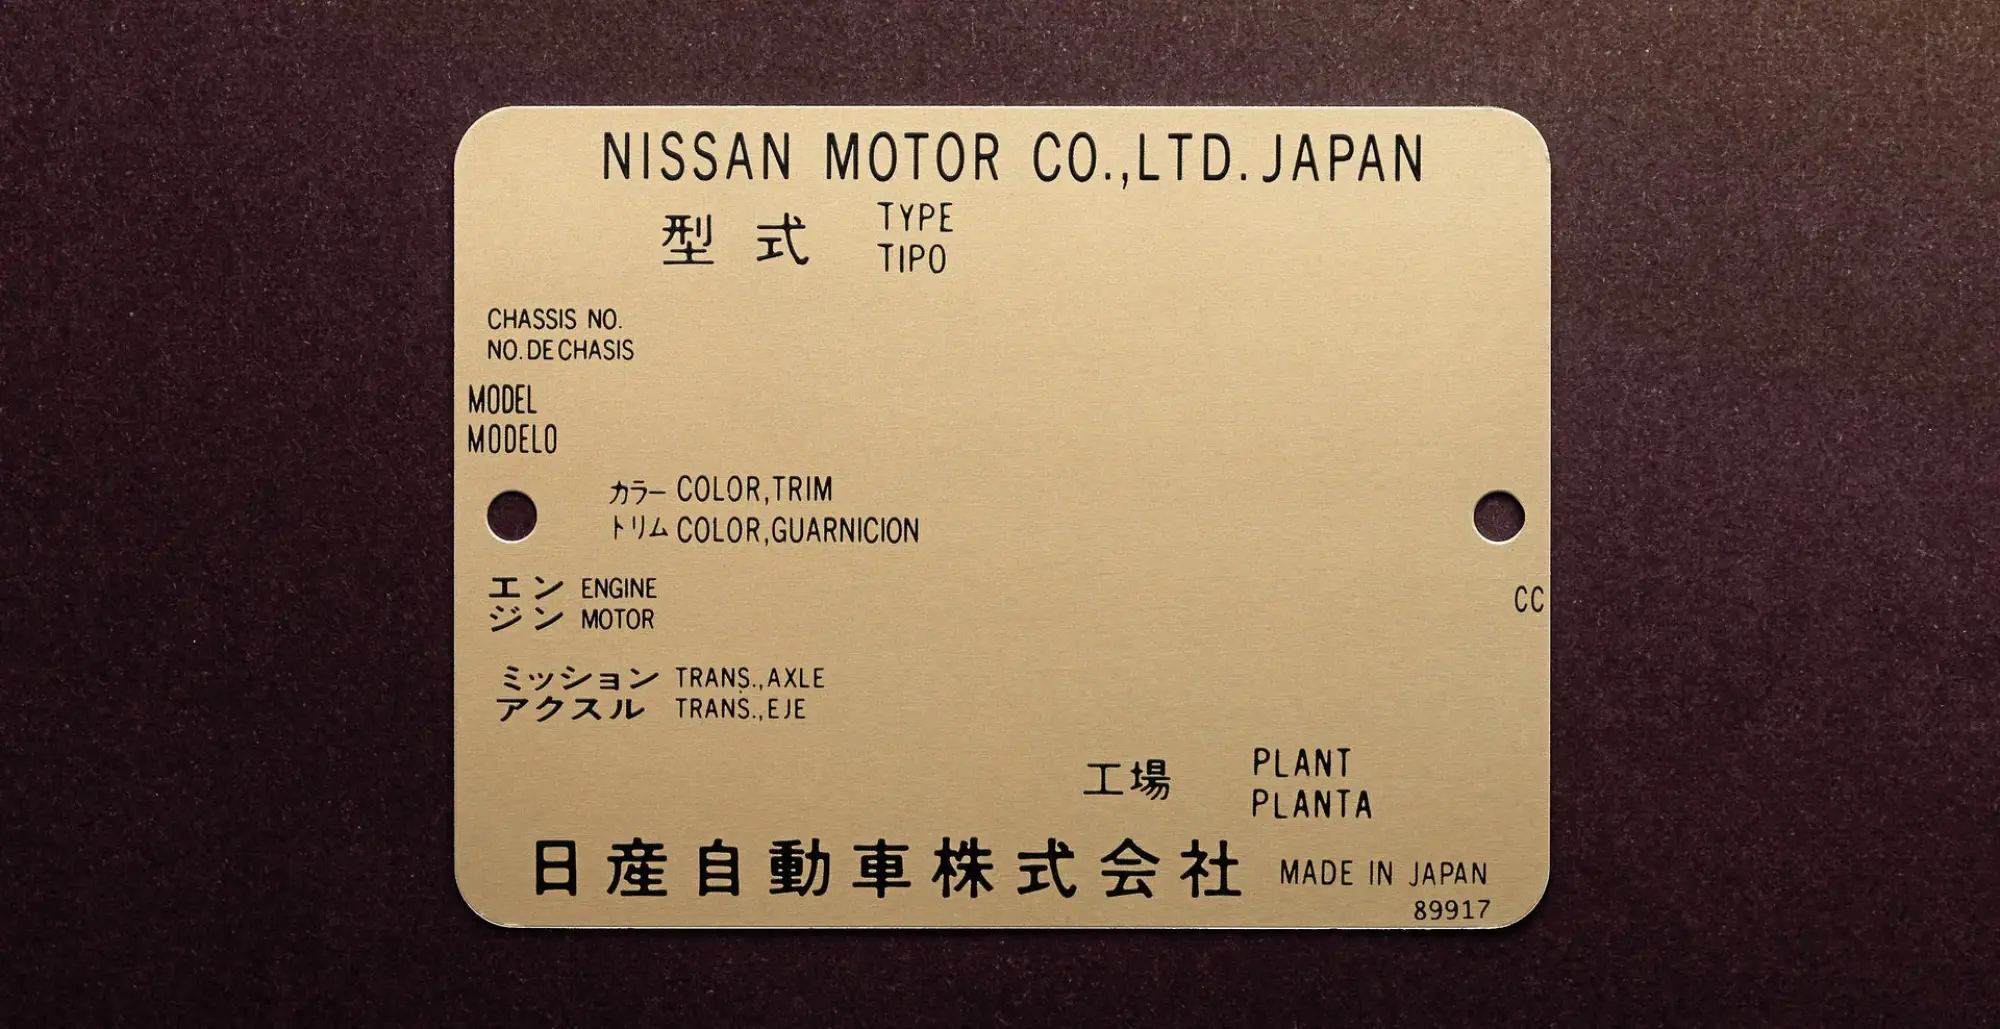 NISSAN MOTOR CO.,LTD. JAPAN
型式 TYPE
TIPO
CHASSIS NO.
NO. DE CHASIS
MODEL
MODELO
カラー COLOR,TRIM
トリム COLOR,GUARNICION
エン ENGINE
ジン MOTOR
CC
ミッション TRANS.,AXLE
アクスル TRANS.,EJE
工場 PLANT
PLANTA
日産自動車株式会社 MADE IN JAPAN
89917